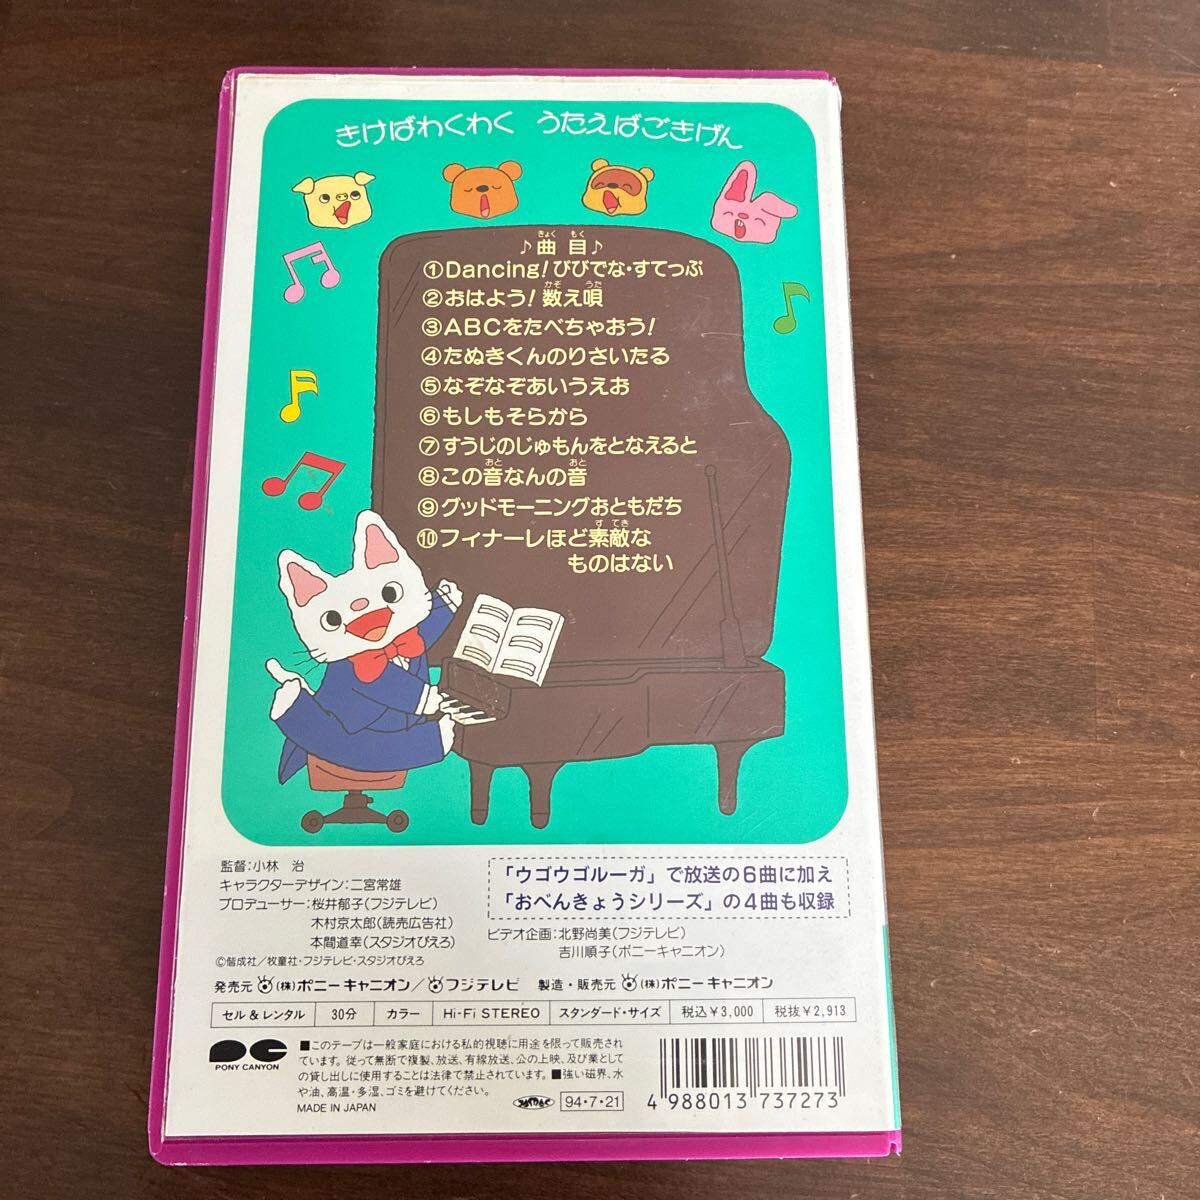 きけばわくわく うたえばごきげん
♪曲目♪
きょく もく
①Dancing!びびでな・すてっぷ
②おはよう!数え唄
かぞ うた
③ABCをたべちゃおう!
④たぬきくんのりさいたる
⑤なぞなぞあいうえお
⑥もしもそらから
⑦すうじのじゅもんをとなえると
⑧この音なんの音
おと おと
⑨グッドモーニングおともだち
⑩フィナーレほど素敵な
すてき
ものはない
監督:小林 治
キャラクターデザイン:二宮常雄
プロデューサー:桜井郁子(フジテレビ)
木村京太郎(読売広告社)
本間道幸(スタジオぴえろ)
©偕成社/牧童社・フジテレビ・スタジオぴえろ
「ウゴウゴルーガ」で放送の6曲に加え
「おべんきょうシリーズ」の4曲も収録
ビデオ企画:北野尚美(フジテレビ)
吉川順子(ポニーキャニオン)
発売元 (株)ポニーキャニオン/フジテレビ 製造・販売元 (株)ポニーキャニオン
セル&レンタル 30分 カラー Hi-Fi STEREO スタンダード・サイズ 税込¥3,000 税抜¥2,913
PONY CANYON
■このテープは一般家庭における私的視聴に用途を限って販売され
ています。従って無断で複製、放送、有線放送、公の上映、及び業として
の貸し出しに使用することは法律で禁止されています。■強い磁界、水
や油、高温・多湿、ゴミを避けてください。
MADE IN JAPAN
94・7・21
4 988013 737273